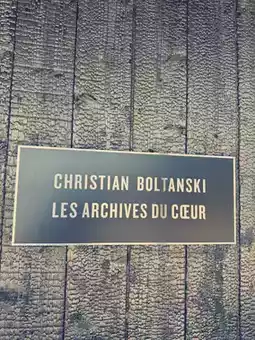 CHRISTIAN BOLTANSKI
LES ARCHIVES DU CŒUR